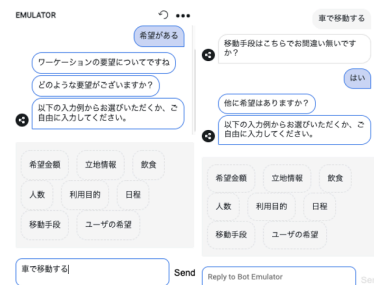 EMULATOR
希望がある
ワーケーションの要望についてですね
どのような要望がございますか？
以下の入力例からお選びいただくか、ご
自由に入力してください。
希望金額
立地情報
飲食
人数
利用目的
日程
移動手段
ユーザの希望
車で移動する
Send
車で移動する
移動手段はこちらでお間違い無いです
か？
はい
他に希望はありますか？
以下の入力例からお選びいただくか、ご
自由に入力してください。
希望金額
立地情報
飲食
人数
利用目的
日程
移動手段
ユーザの希望
Reply to Bot Emulator